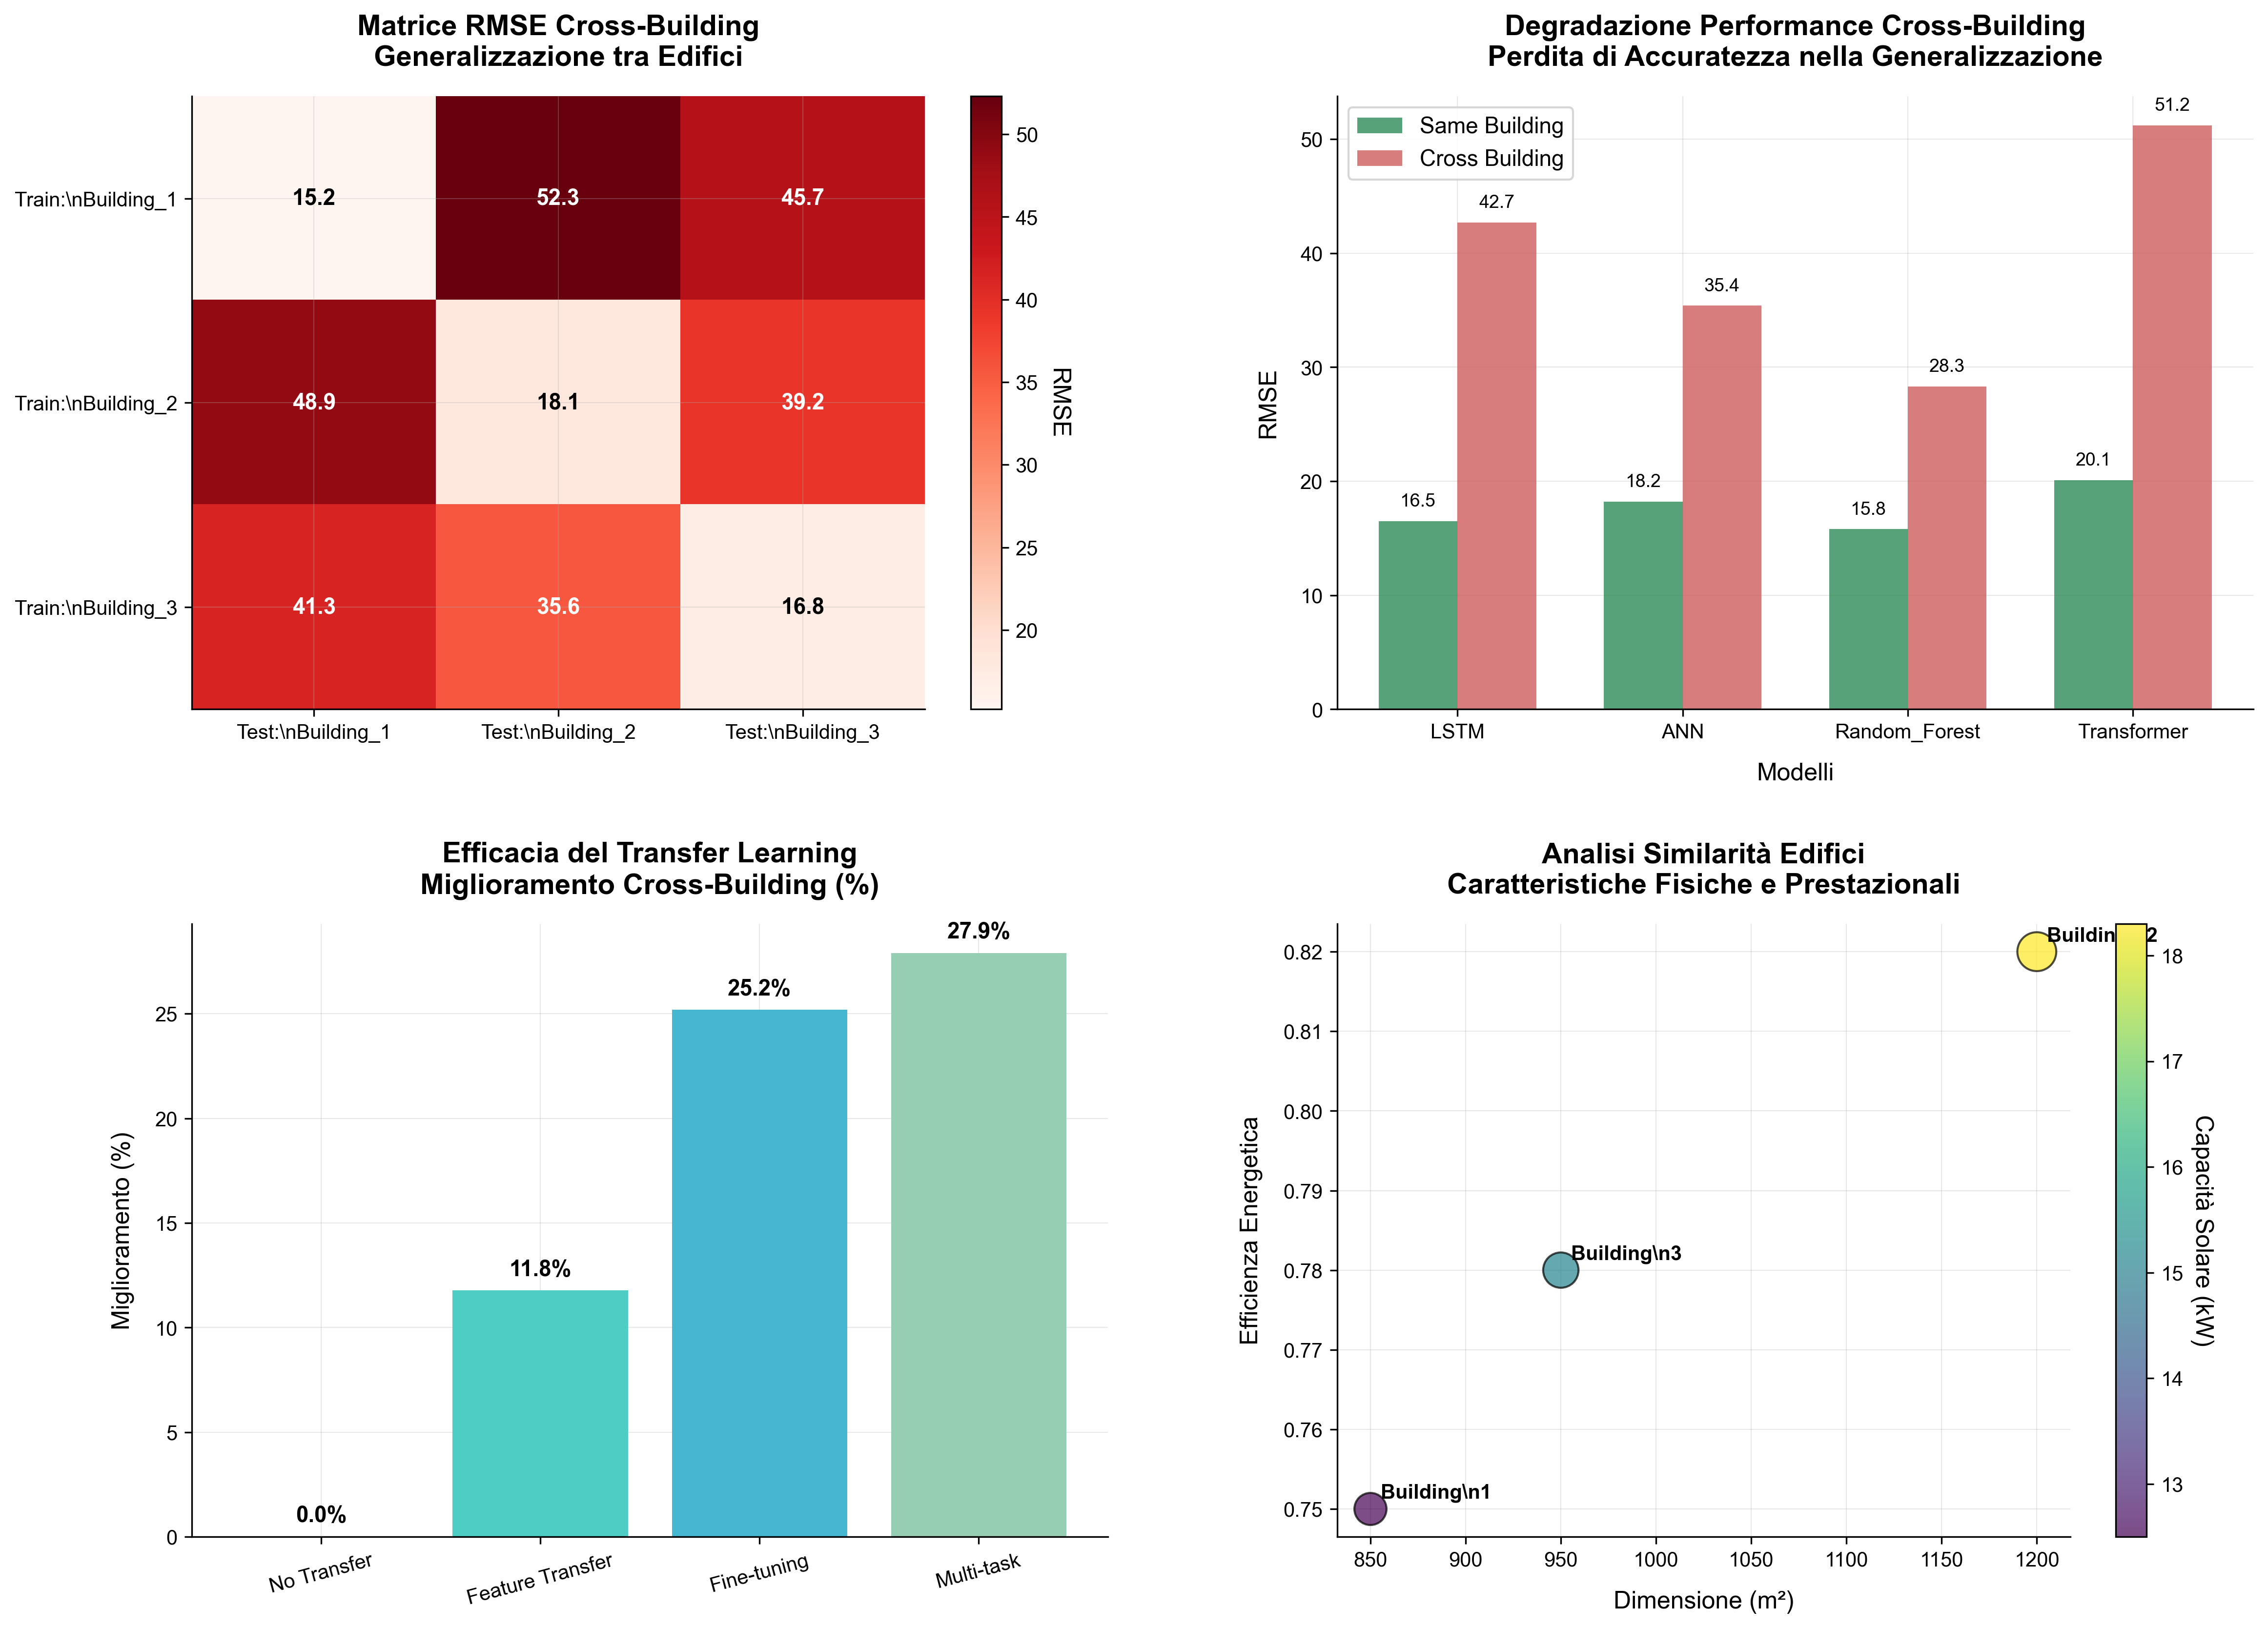 Matrice RMSE Cross-Building
Generalizzazione tra Edifici
Train:\nBuilding_1
Train:\nBuilding_2
Train:\nBuilding_3
15.2 52.3 45.7
48.9 18.1 39.2
41.3 35.6 16.8
Test:\nBuilding_1 Test:\nBuilding_2 Test:\nBuilding_3
50
45
40
35
30
25
20
RMSE
Degradazione Performance Cross-Building
Perdita di Accuratezza nella Generalizzazione
Same Building
Cross Building
RMSE
50
40
30
20
10
0
16.5 42.7 18.2 35.4 15.8 28.3 20.1 51.2
LSTM ANN Random_Forest Transformer
Modelli
Efficacia del Transfer Learning
Miglioramento Cross-Building (%)
Miglioramento (%)
25
20
15
10
5
0
0.0% 11.8% 25.2% 27.9%
No Transfer Feature Transfer Fine-tuning Multi-task
Analisi Similarità Edifici
Caratteristiche Fisiche e Prestazionali
Efficienza Energetica
0.82
0.81
0.80
0.79
0.78
0.77
0.76
0.75
Building\n3
Building\n1
850 900 950 1000 1050 1100 1150 1200
Dimensione (m²)
18
17
16
15
14
13
Capacità Solare (kW)